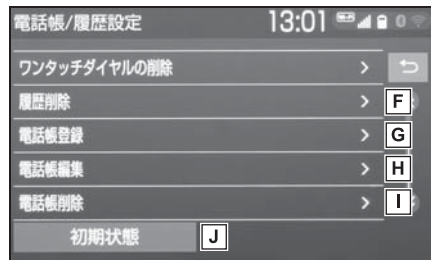 電話帳/履歴設定 13:01
ワンタッチダイヤルの削除 >
履歴削除 > F
電話帳登録 > G
電話帳編集 > H
電話帳削除 > I
初期状態 J